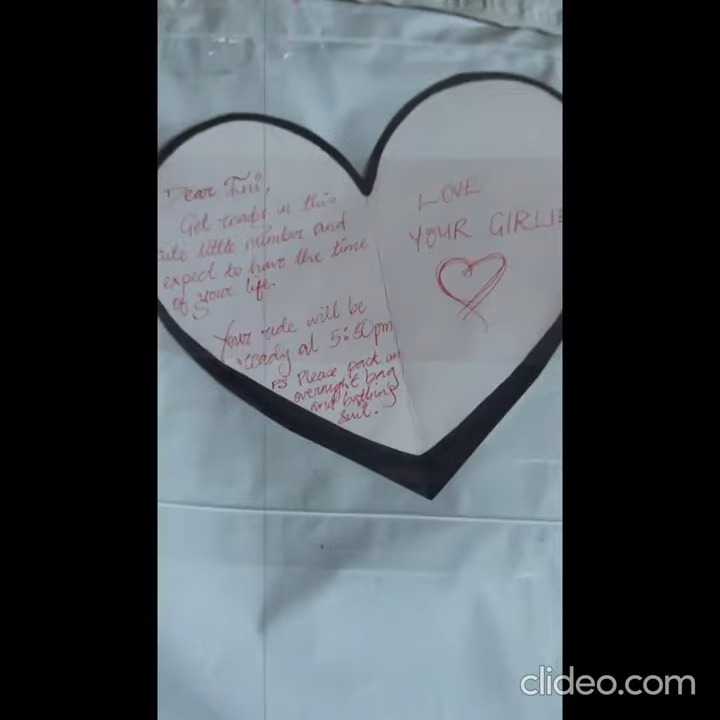 Dear Tini,
Get ready in this
cute little number and
expect to have the time
of your life.
Your ride will be
ready at 5:30pm
PS Please pack an
overnight bag
and bathing
suit.
LOVE
YOUR GIRLIE
clideo.com